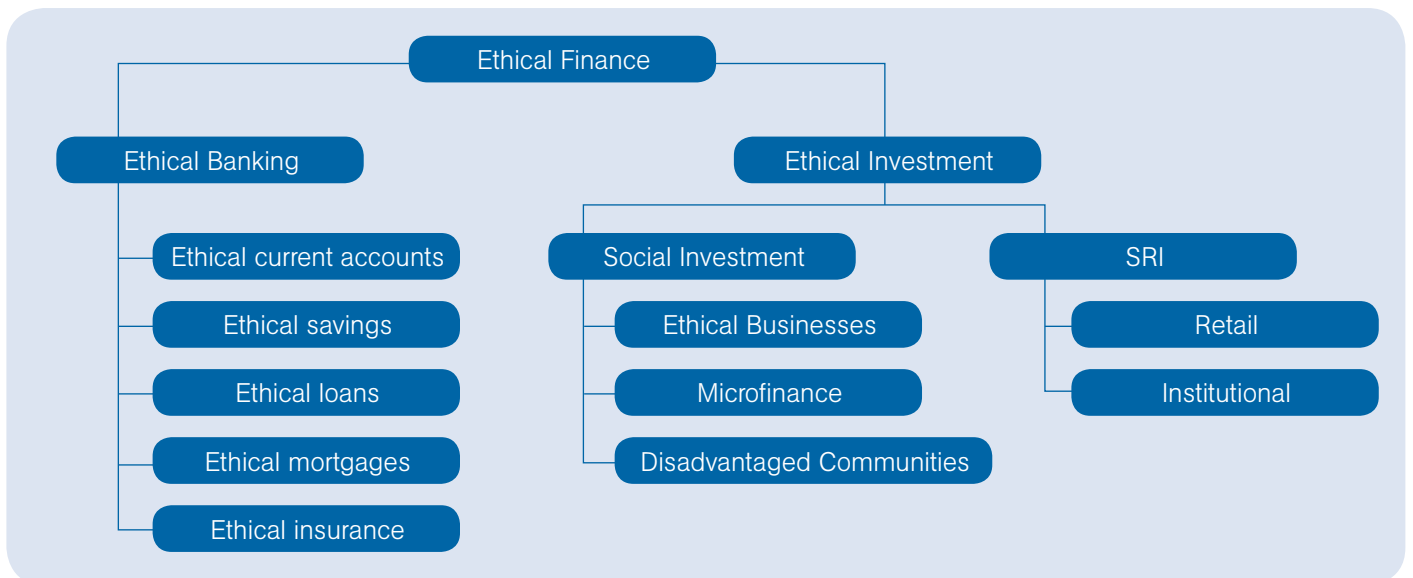 Ethical Finance
Ethical Banking
Ethical Investment
Ethical current accounts
Social Investment
SRI
Ethical savings
Ethical Businesses
Retail
Ethical loans
Microfinance
Institutional
Ethical mortgages
Disadvantaged Communities
Ethical insurance